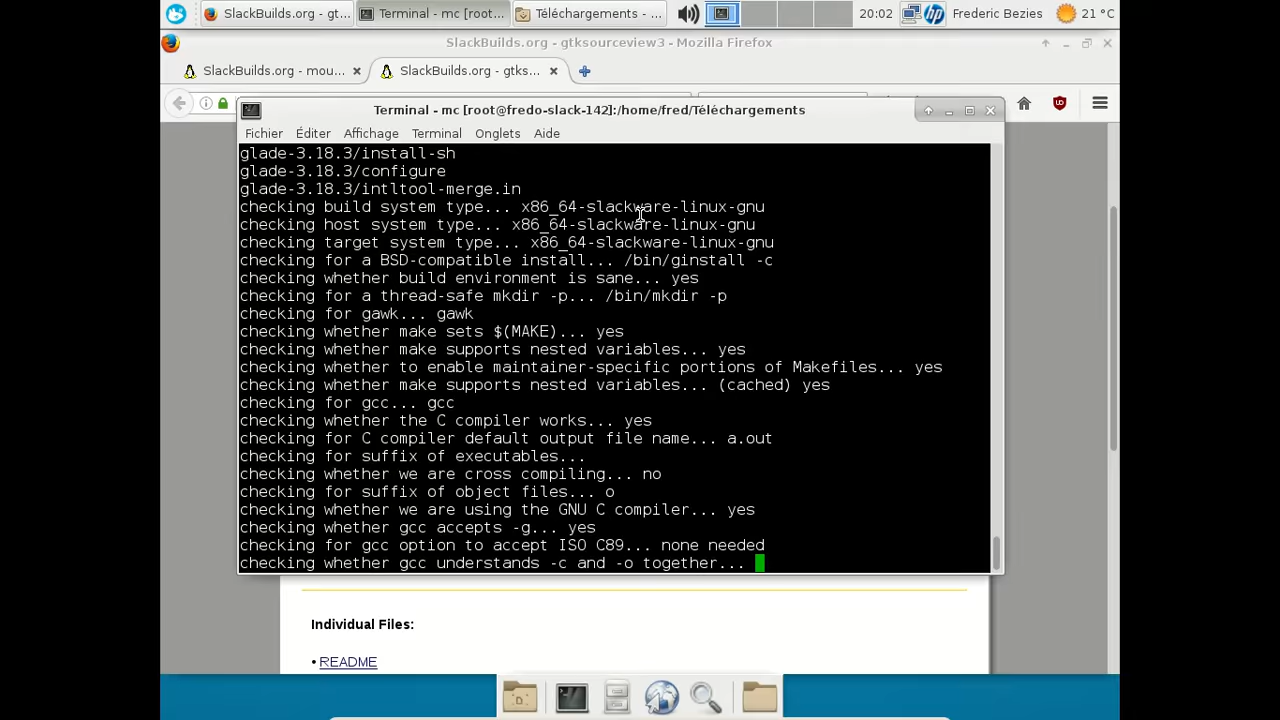 SlackBuilds.org - gt...
Terminal - mc [root...
Téléchargements - ...
20:02
Frederic Bezies
21 °C
SlackBuilds.org - gtksourceview3 - Mozilla Firefox
SlackBuilds.org - mou...
SlackBuilds.org - gtks...
Terminal - mc [root@fredo-slack-142]:/home/fred/Téléchargements
Fichier Éditer Affichage Terminal Onglets Aide
glade-3.18.3/install-sh
glade-3.18.3/configure
glade-3.18.3/intltool-merge.in
checking build system type... x86_64-slackware-linux-gnu
checking host system type... x86_64-slackware-linux-gnu
checking target system type... x86_64-slackware-linux-gnu
checking for a BSD-compatible install... /bin/ginstall -c
checking whether build environment is sane... yes
checking for a thread-safe mkdir -p... /bin/mkdir -p
checking for gawk... gawk
checking whether make sets $(MAKE)... yes
checking whether make supports nested variables... yes
checking whether to enable maintainer-specific portions of Makefiles... yes
checking whether make supports nested variables... (cached) yes
checking for gcc... gcc
checking whether the C compiler works... yes
checking for C compiler default output file name... a.out
checking for suffix of executables...
checking whether we are cross compiling... no
checking for suffix of object files... o
checking whether we are using the GNU C compiler... yes
checking whether gcc accepts -g... yes
checking for gcc option to accept ISO C89... none needed
checking whether gcc understands -c and -o together...
Individual Files:
• README